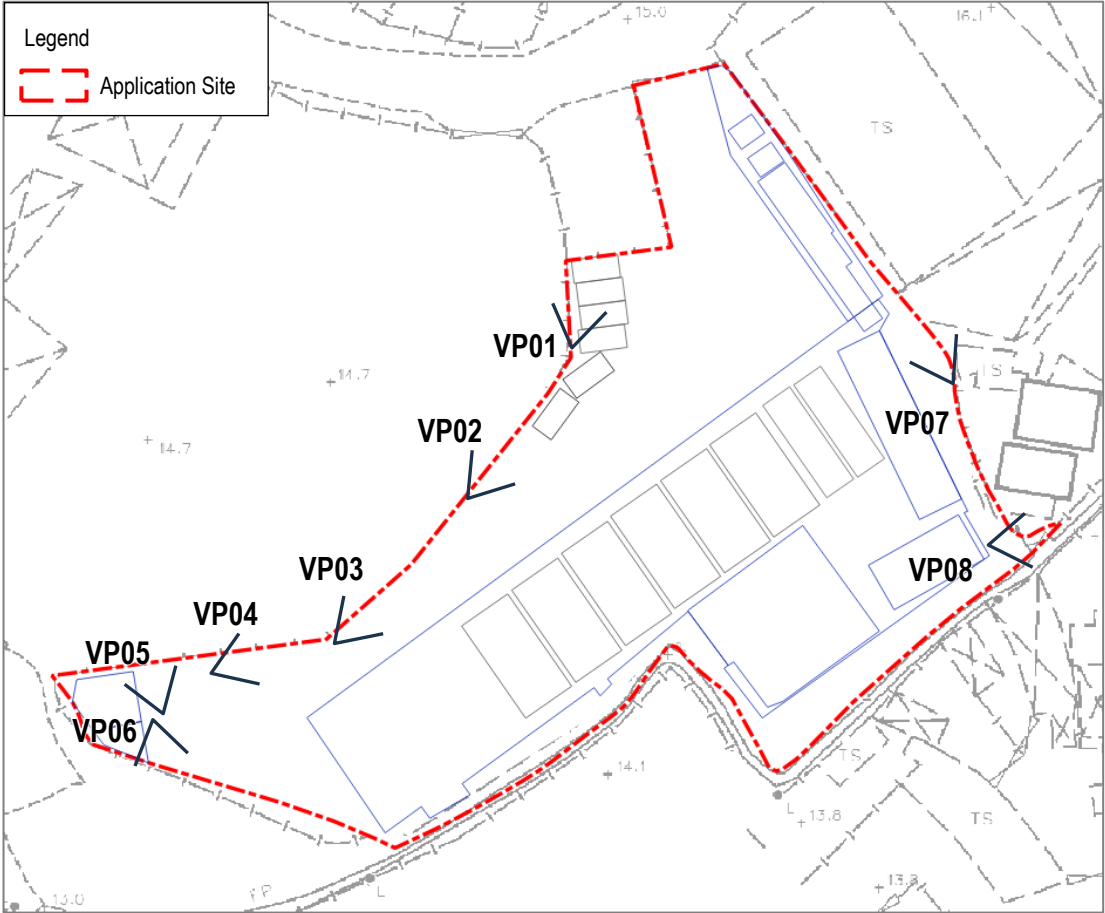 Legend
Application Site
15.0
16.1
TS
VP01
14.7
TS
VP02
VP07
14.7
VP03
VP08
VP04
VP05
VP06
14.1
TS
L
13.8
TS
FP
L
13.0
13.8